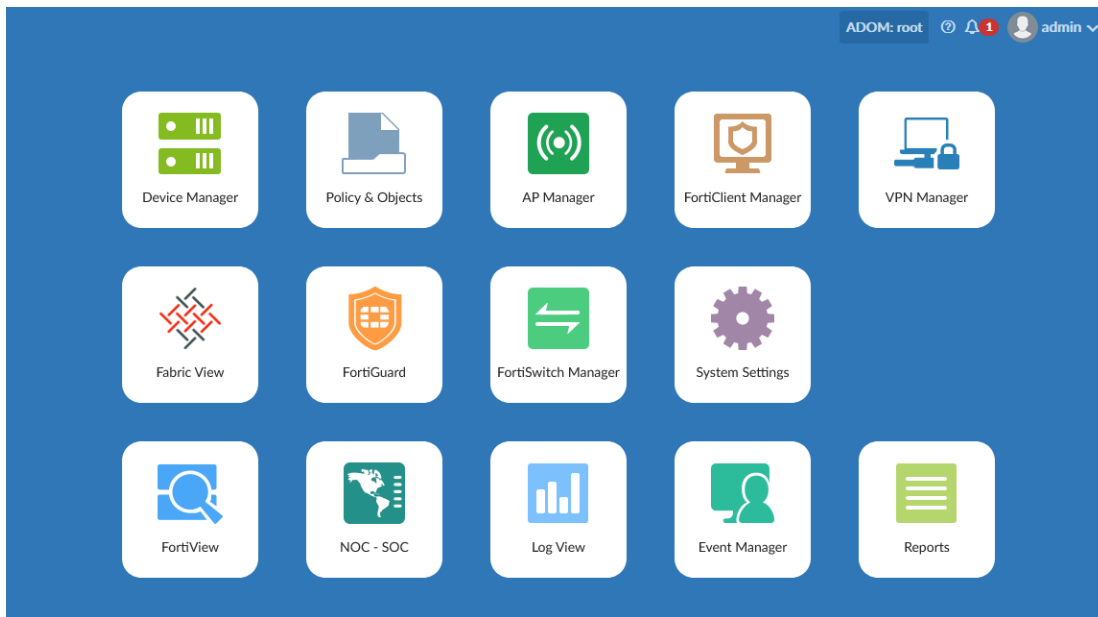 ADOM: root 1 admin
Device Manager Policy & Objects AP Manager FortiClient Manager VPN Manager
Fabric View FortiGuard FortiSwitch Manager System Settings
FortiView NOC - SOC Log View Event Manager Reports